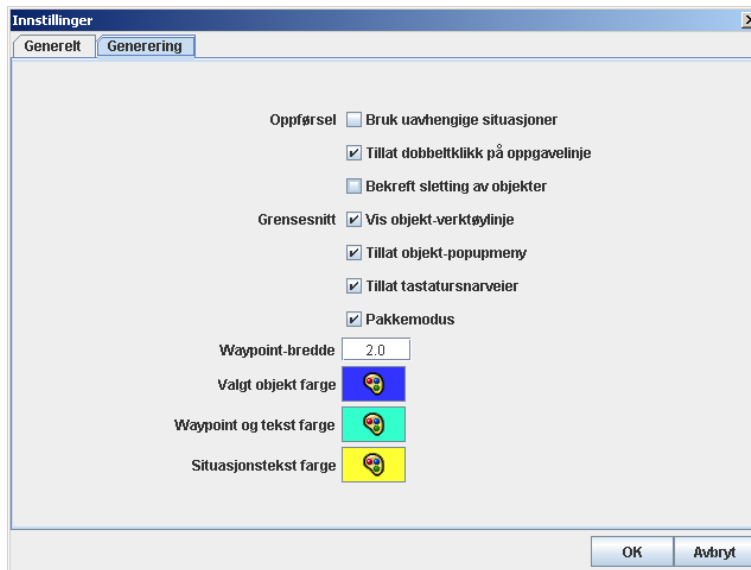 Innstillinger
Generelt Generering
Oppførsel Bruk uavhengige situasjoner
Tillat dobbeltklikk på oppgavelinje
Bekreft sletting av objekter
Grensesnitt Vis objekt-verktøylinje
Tillat objekt-popupmeny
Tillat tastatursnarveier
Pakkemodus
Waypoint-bredde 2.0
Valgt objekt farge
Waypoint og tekst farge
Situasjonstekst farge
OK Avbryt